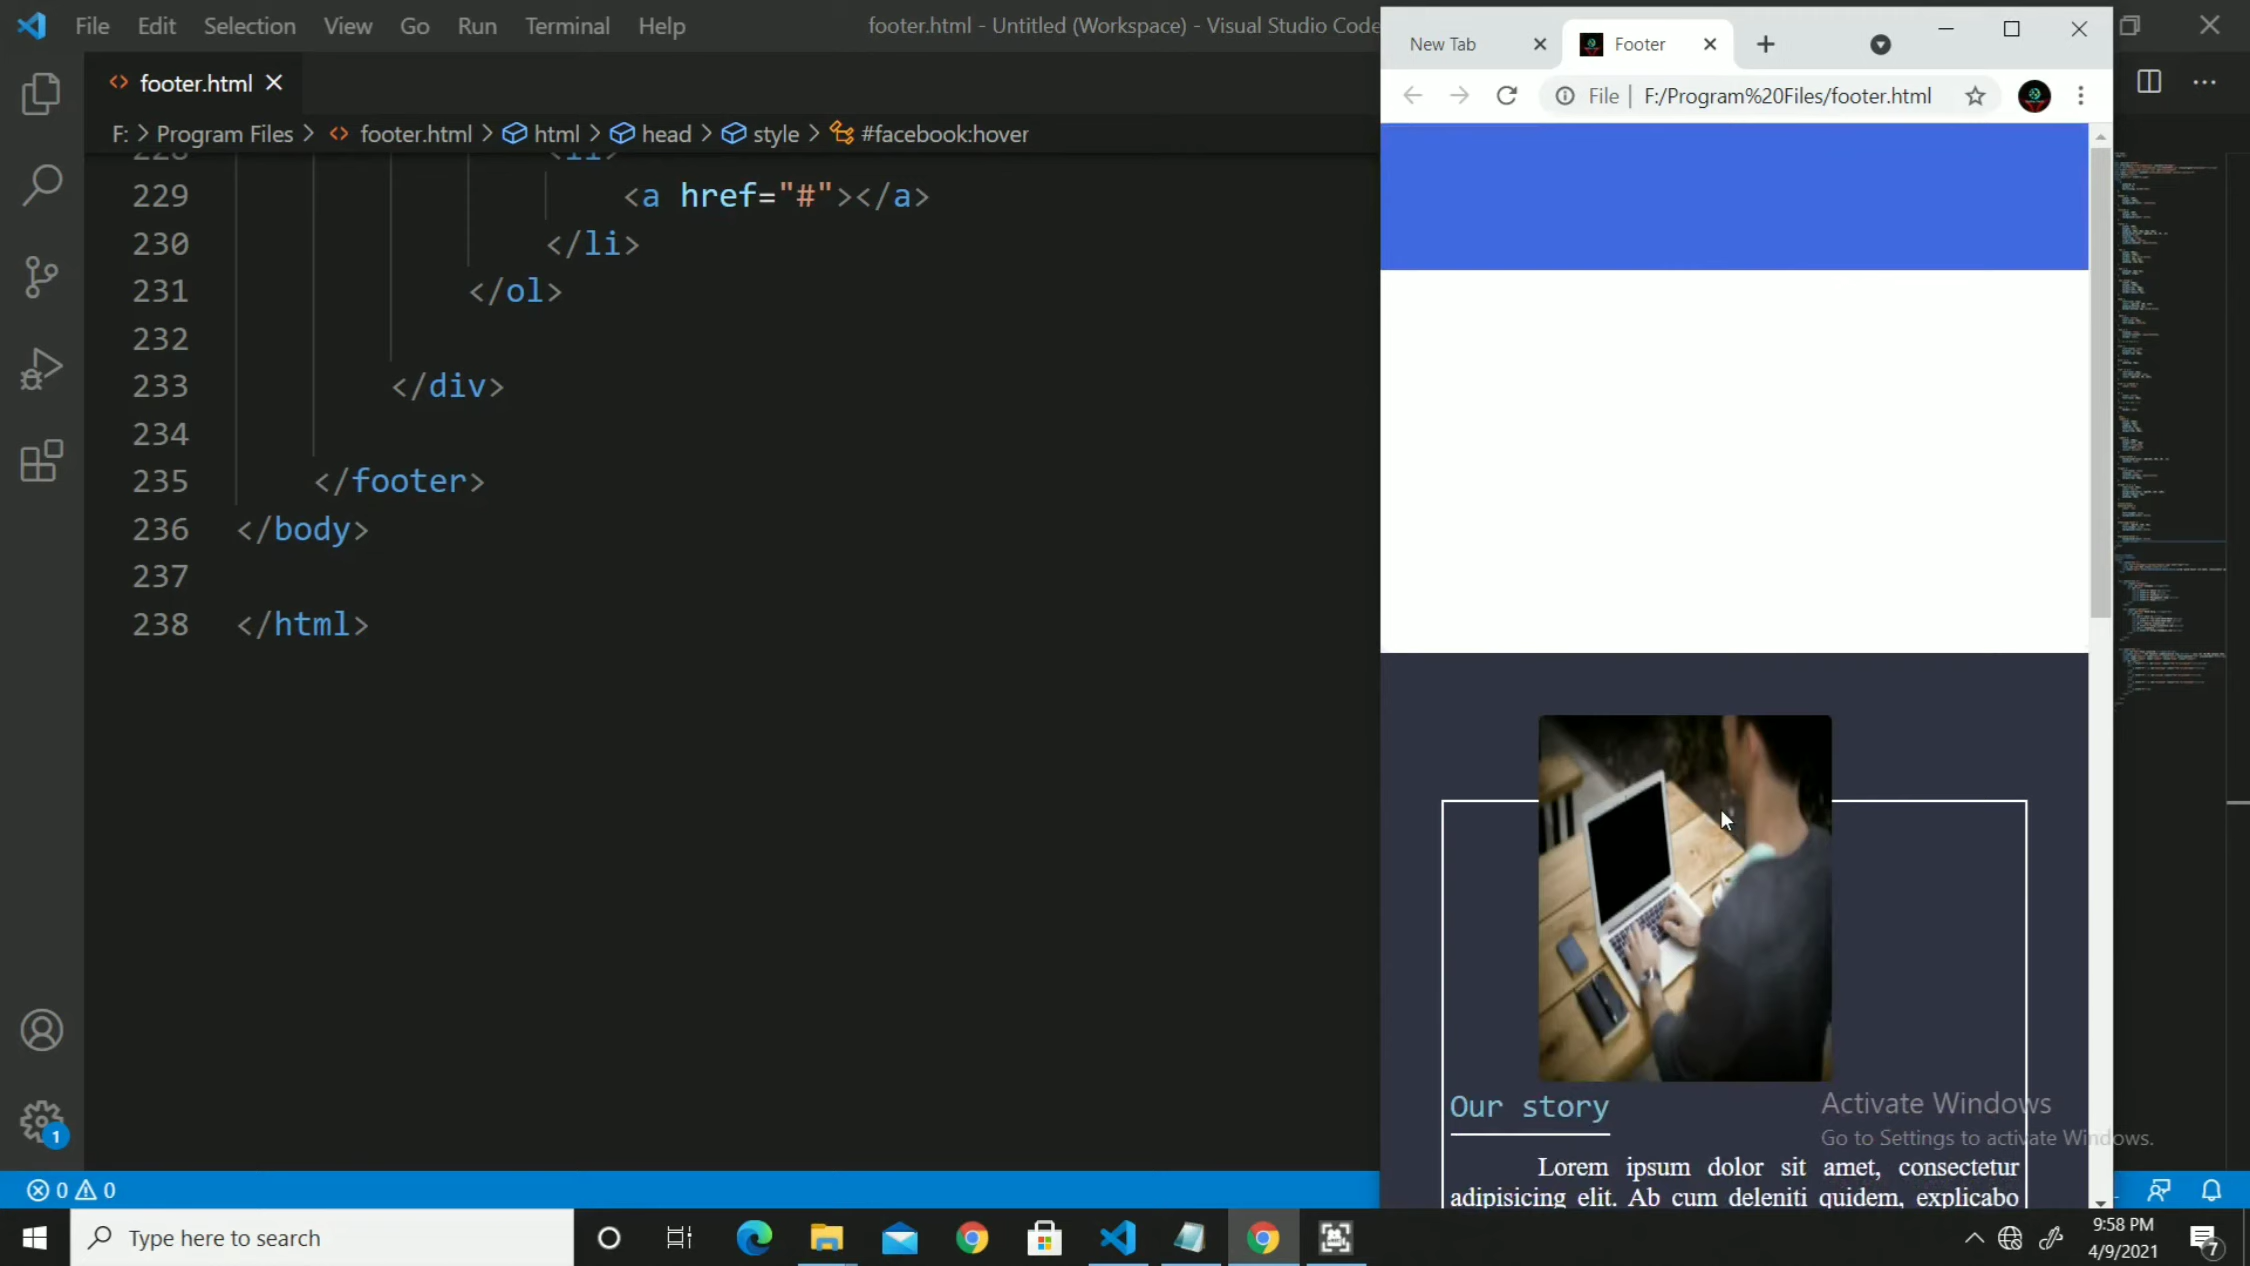 File Edit Selection View Go Run Terminal Help
footer.html - Untitled (Workspace) - Visual Studio Code
footer.html
F: > Program Files > footer.html > html > head > style > #facebook:hover
228 <li>
229 <a href="#"></a>
230 </li>
231 </ol>
232
233 </div>
234
235 </footer>
236 </body>
237
238 </html>
1
0 0
New Tab
Footer
File | F:/Program%20Files/footer.html
Our story
Lorem ipsum dolor sit amet, consectetur
adipisicing elit. Ab cum deleniti quidem, explicabo
Activate Windows
Go to Settings to activate Windows.
Type here to search
9:58 PM
4/9/2021
7